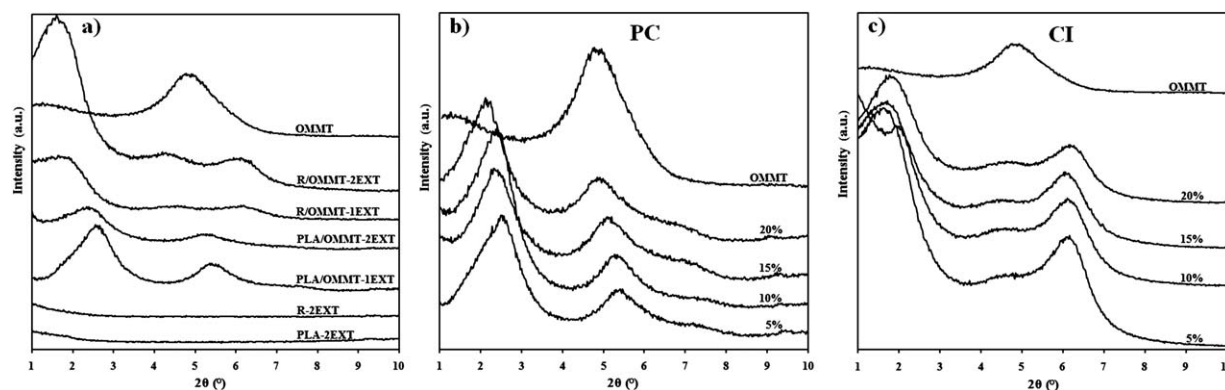 a)
Intensity (a.u.)
OMMT
R/OMMT-2EXT
R/OMMT-1EXT
PLA/OMMT-2EXT
PLA/OMMT-1EXT
R-2EXT
PLA-2EXT
1 2 3 4 5 6 7 8 9 10
2θ (º)
b)
PC
Intensity (a.u.)
OMMT
20%
15%
10%
5%
1 2 3 4 5 6 7 8 9 10
2θ (º)
c)
CI
Intensity (a.u.)
OMMT
20%
15%
10%
5%
1 2 3 4 5 6 7 8 9 1
2θ (º)